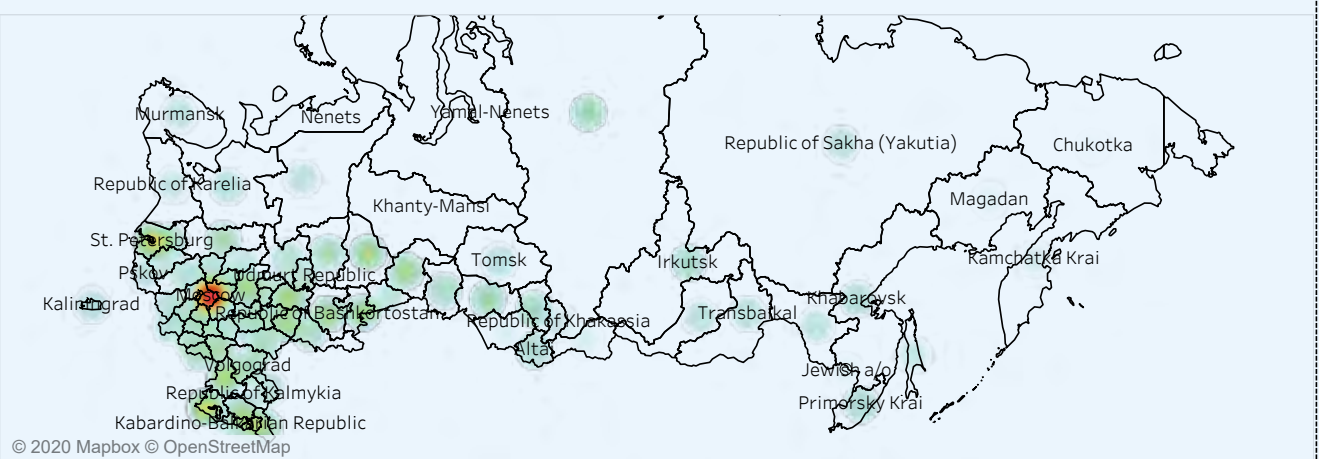 Murmansk
Nenets
Yamal-Nenets
Republic of Sakha (Yakutia)
Chukotka
Republic of Karelia
Khanty-Mansi
Magadan
St. Petersburg
Pskov
Udmurt Republic
Tomsk
Irkutsk
Kamchatka Krai
Moscow
Kaliningrad
Republic of Bashkortostan
Republic of Khakassia
Transbaikal
Khabarovsk
Altai
Volgograd
Jewish a/o
Republic of Kalmykia
Primorsky Krai
Kabardino-Balkarian Republic
© 2020 Mapbox © OpenStreetMap